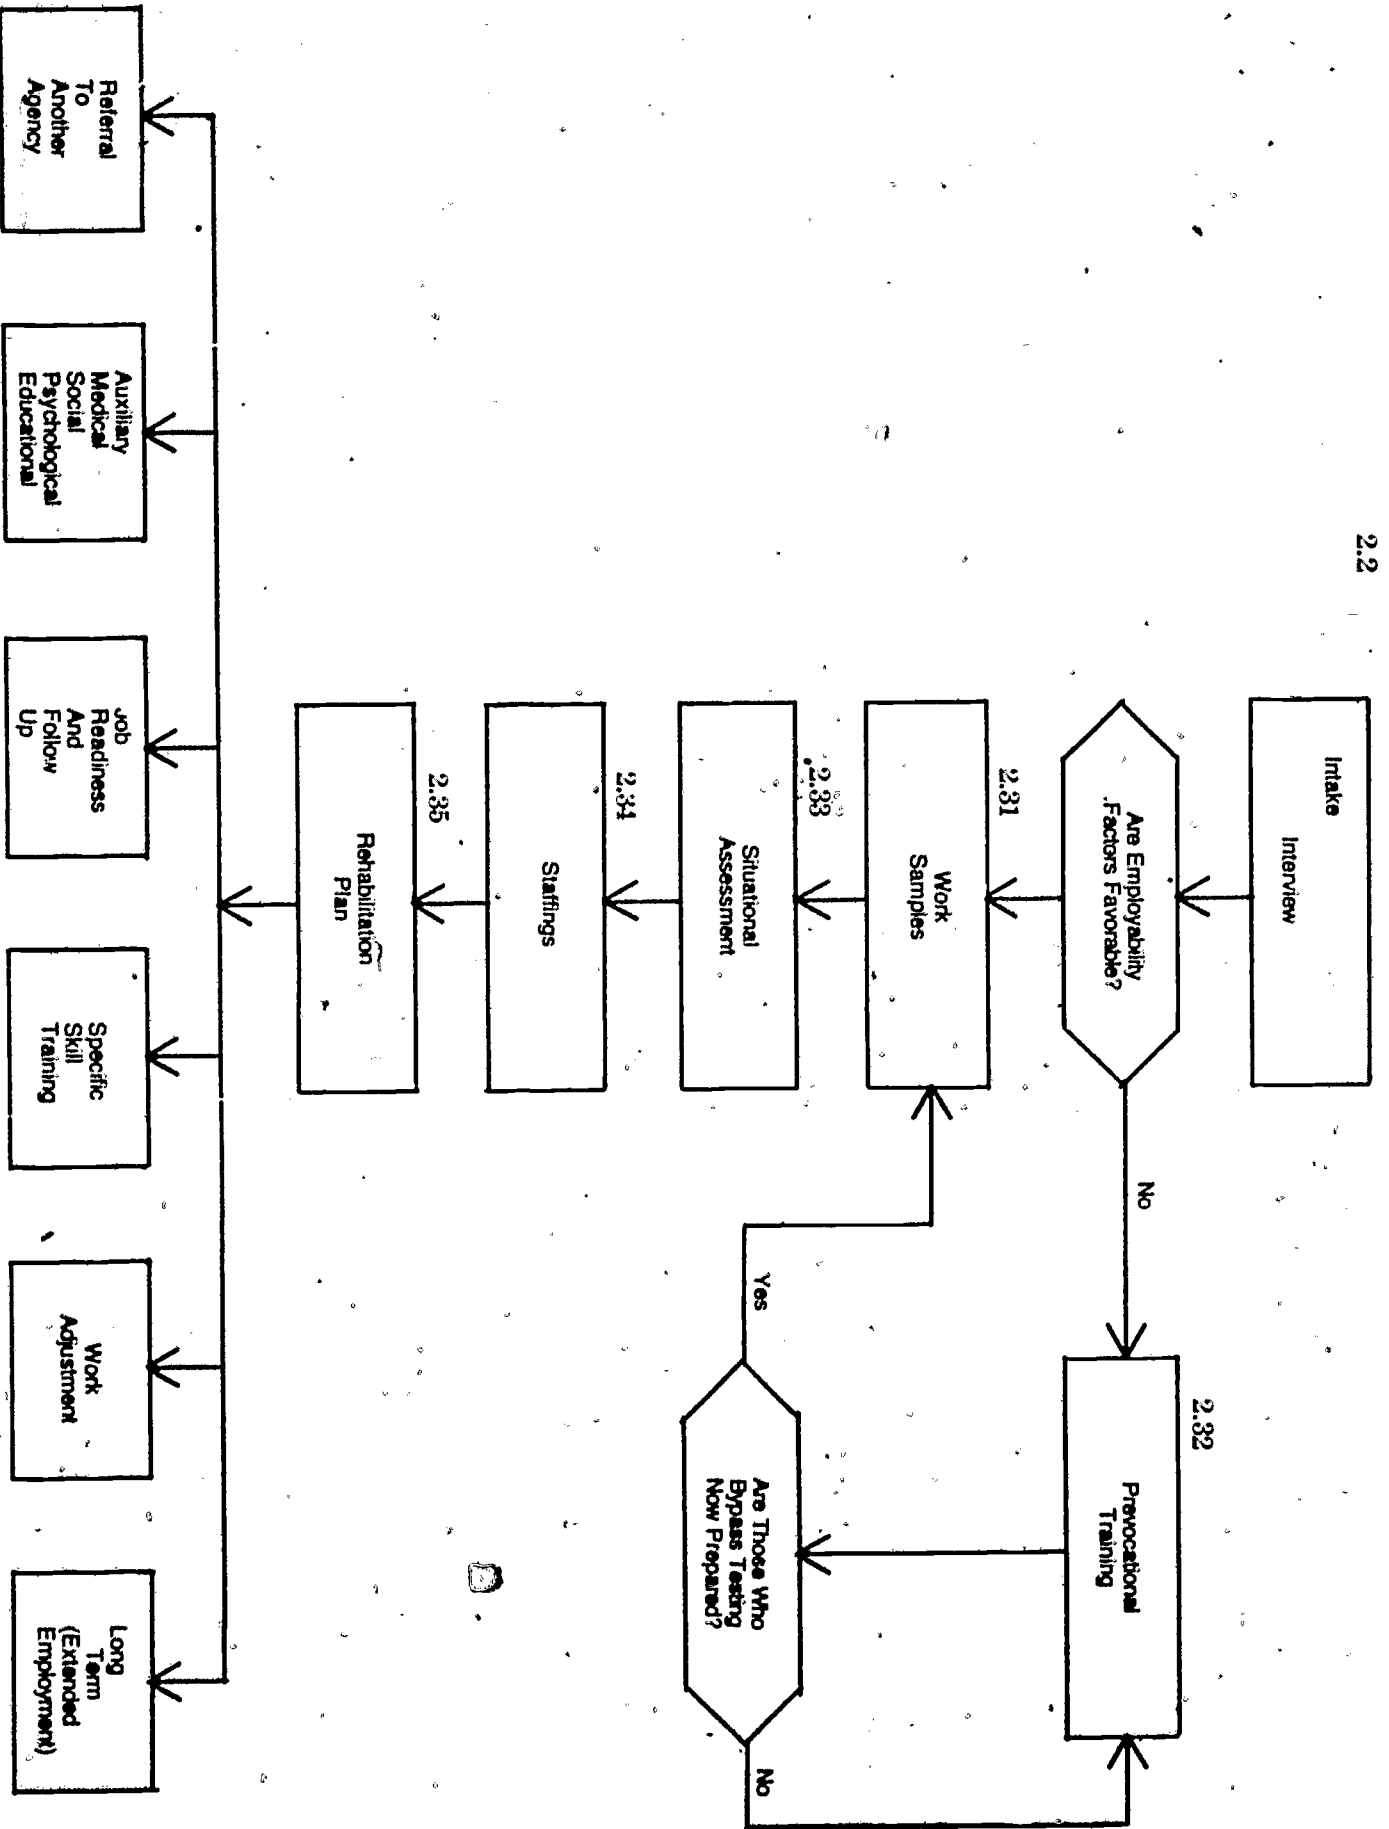 2.2
Intake
Interview
Are Employability
Factors Favorable?
No
2.32
Prevocational
Training
2.31
Work
Samples
Are Those Who
Bypass Testing
Now Prepared?
Yes
No
2.33
Situational
Assessment
2.34
Staffings
2.35
Rehabilitation
Plan
Referral
To
Another
Agency
Auxiliary
Medical
Social
Psychological
Educational
Job
Readiness
And
Follow
Up
Specific
Skill
Training
Work
Adjustment
Long
Term
(Extended
Employment)